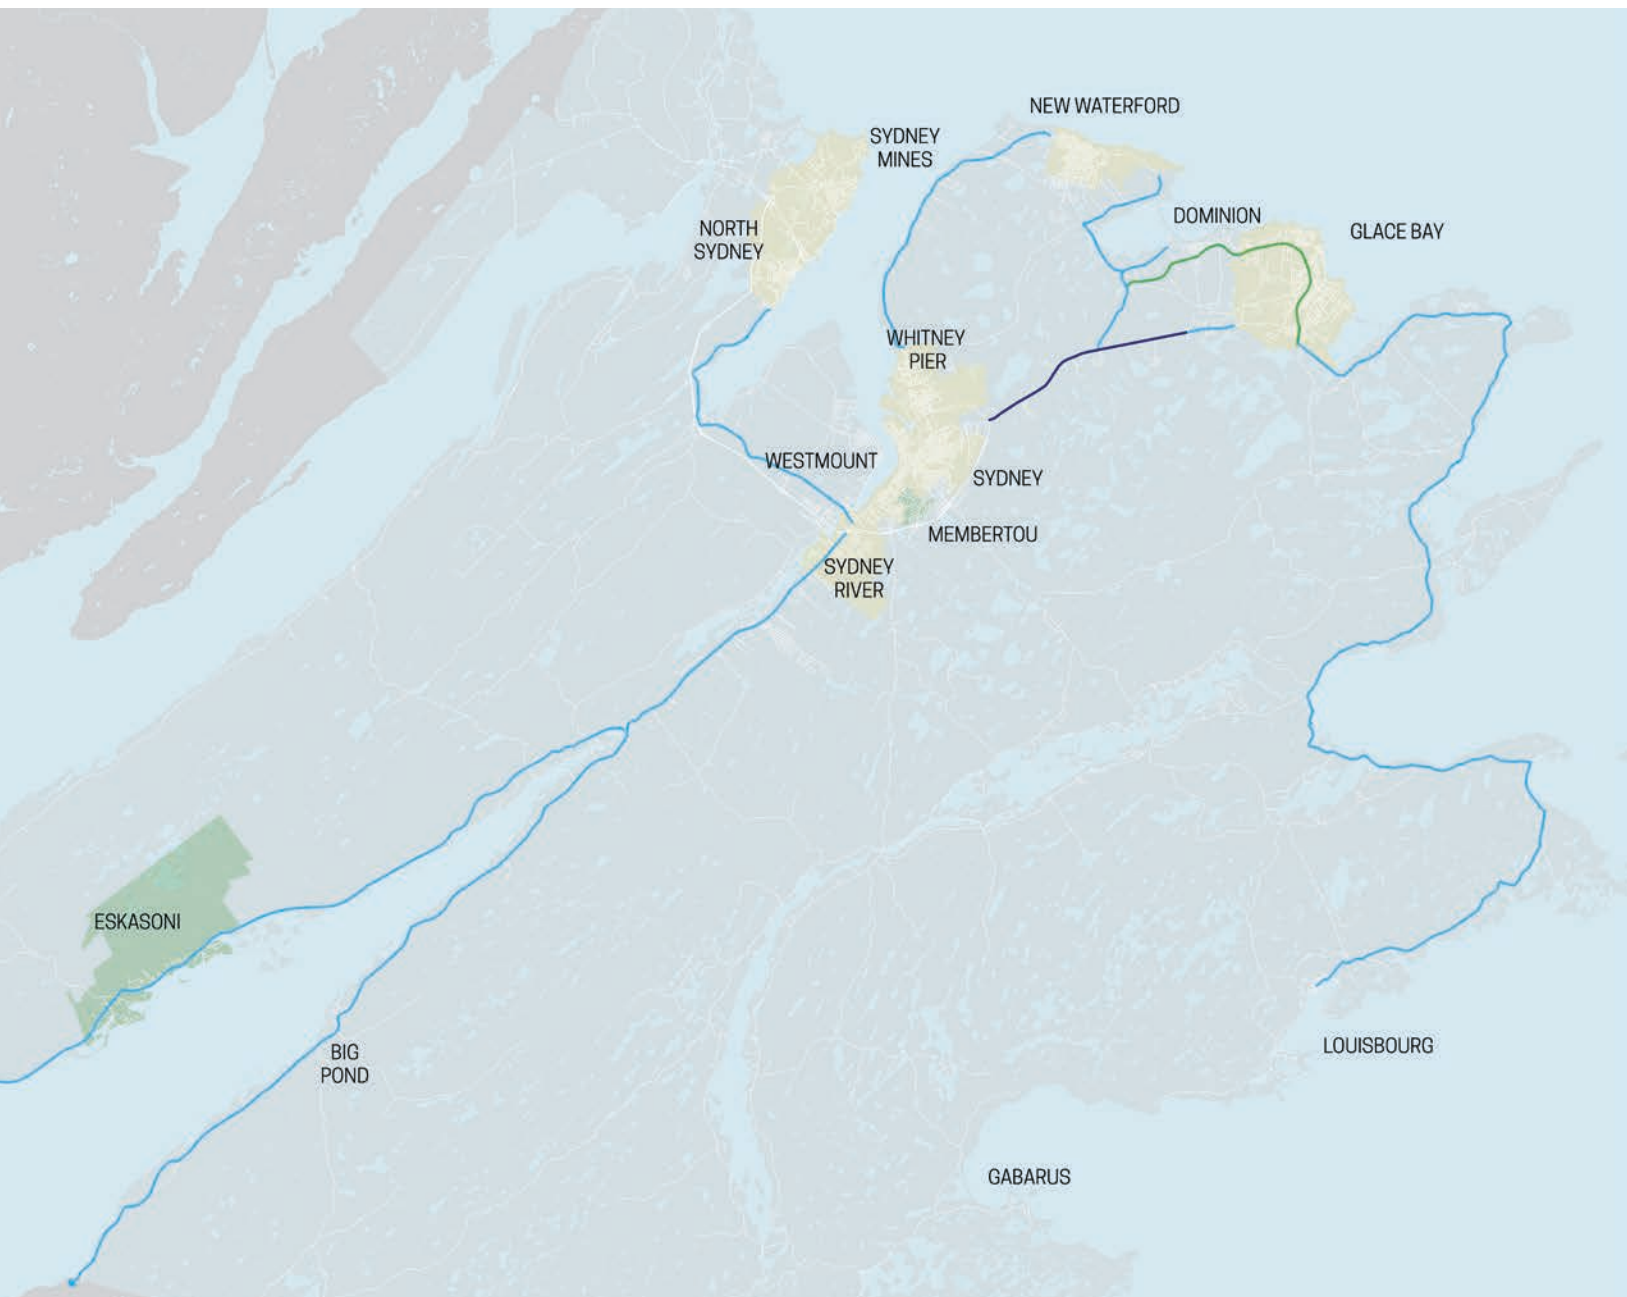 NEW WATERFORD
SYDNEY
MINES
DOMINION
GLACE BAY
NORTH
SYDNEY
WHITNEY
PIER
WESTMOUNT
SYDNEY
MEMBERTOU
SYDNEY
RIVER
ESKASONI
BIG
POND
LOUISBOURG
GABARUS